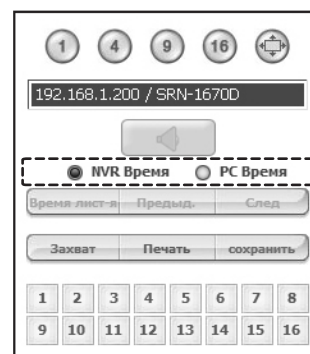 1 4 9 16
192.168.1.200 / SRN-1670D
NVR Время PC Время
Время лист-я Предыд. След
Захват Печать сохранить
1 2 3 4 5 6 7 8
9 10 11 12 13 14 15 16